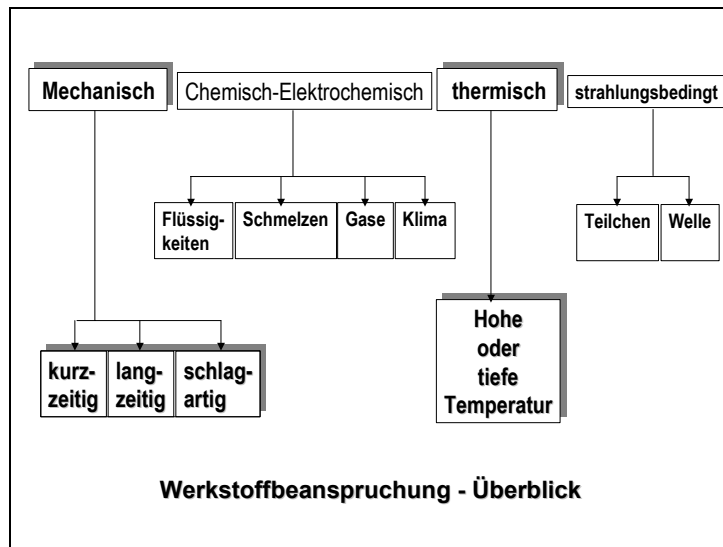 Mechanisch
Chemisch-Elektrochemisch
thermisch
strahlungsbedingt
Flüssig-
keiten
Schmelzen
Gase
Klima
Teilchen
Welle
kurz-
zeitig
lang-
zeitig
schlag-
artig
Hohe
oder
tiefe
Temperatur
Werkstoffbeanspruchung - Überblick